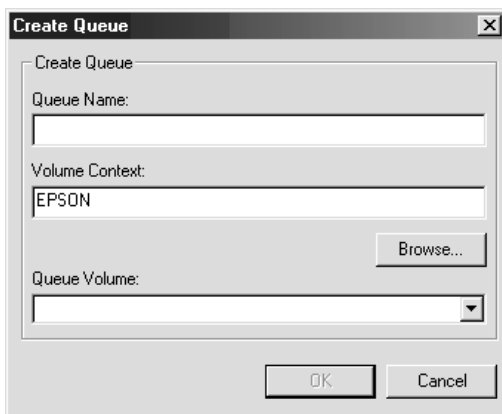 Create Queue
Create Queue
Queue Name:
Volume Context:
EPSON
Browse...
Queue Volume:
OK
Cancel